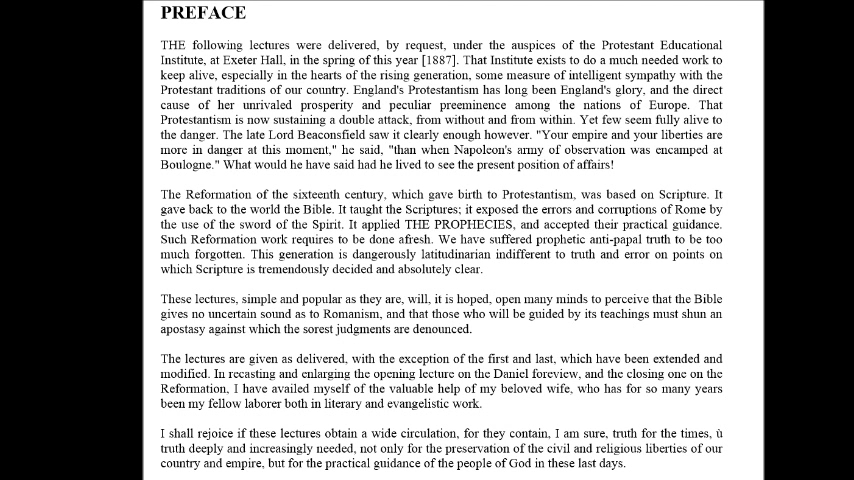 PREFACE
THE following lectures were delivered, by request, under the auspices of the Protestant Educational
Institute, at Exeter Hall, in the spring of this year [1887]. That Institute exists to do a much needed work to
keep alive, especially in the hearts of the rising generation, some measure of intelligent sympathy with the
Protestant traditions of our country. England's Protestantism has long been England's glory, and the direct
cause of her unrivaled prosperity and peculiar preeminence among the nations of Europe. That
Protestantism is now sustaining a double attack, from without and from within. Yet few seem fully alive to
the danger. The late Lord Beaconsfield saw it clearly enough however. "Your empire and your liberties are
more in danger at this moment," he said, "than when Napoleon's army of observation was encamped at
Boulogne." What would he have said had he lived to see the present position of affairs!
The Reformation of the sixteenth century, which gave birth to Protestantism, was based on Scripture. It
gave back to the world the Bible. It taught the Scriptures; it exposed the errors and corruptions of Rome by
the use of the sword of the Spirit. It applied THE PROPHECIES, and accepted their practical guidance.
Such Reformation work requires to be done afresh. We have suffered prophetic anti-papal truth to be too
much forgotten. This generation is dangerously latitudinarian indifferent to truth and error on points on
which Scripture is tremendously decided and absolutely clear.
These lectures, simple and popular as they are, will, it is hoped, open many minds to perceive that the Bible
gives no uncertain sound as to Romanism, and that those who will be guided by its teachings must shun an
apostasy against which the sorest judgments are denounced.
The lectures are given as delivered, with the exception of the first and last, which have been extended and
modified. In recasting and enlarging the opening lecture on the Daniel foreview, and the closing one on the
Reformation, I have availed myself of the valuable help of my beloved wife, who has for so many years
been my fellow laborer both in literary and evangelistic work.
I shall rejoice if these lectures obtain a wide circulation, for they contain, I am sure, truth for the times, ù
truth deeply and increasingly needed, not only for the preservation of the civil and religious liberties of our
country and empire, but for the practical guidance of the people of God in these last days.